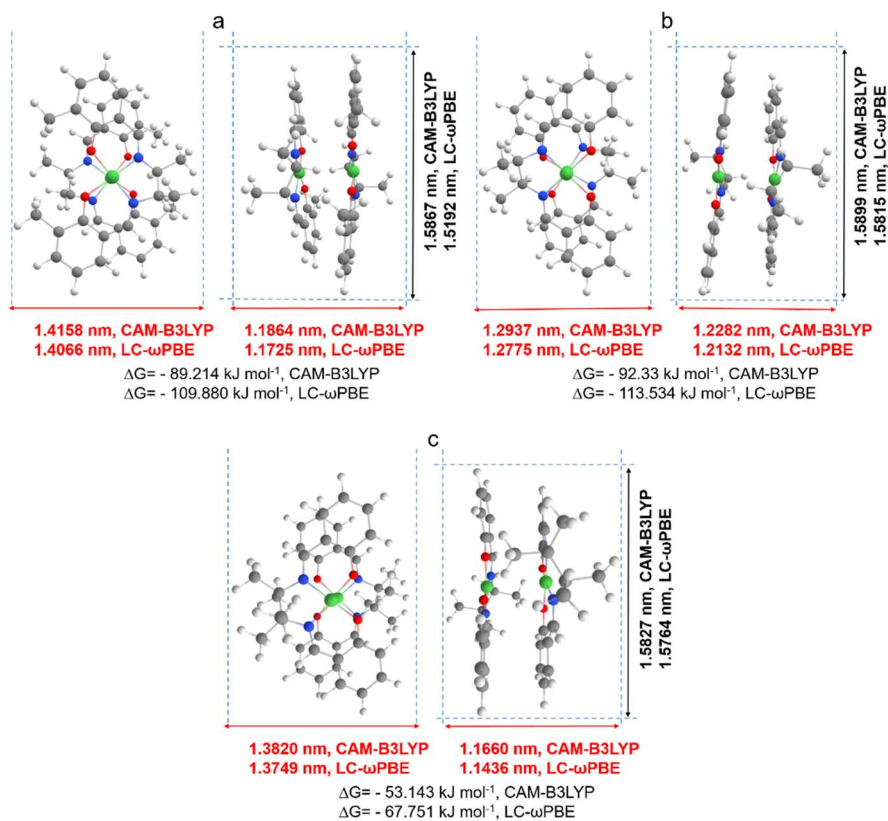 a
1.5867 nm, CAM-B3LYP
1.5192 nm, LC-ωPBE
1.4158 nm, CAM-B3LYP
1.4066 nm, LC-ωPBE
1.1864 nm, CAM-B3LYP
1.1725 nm, LC-ωPBE
ΔG= - 89.214 kJ mol⁻¹, CAM-B3LYP
ΔG= - 109.880 kJ mol⁻¹, LC-ωPBE
b
1.5899 nm, CAM-B3LYP
1.5815 nm, LC-ωPBE
1.2937 nm, CAM-B3LYP
1.2775 nm, LC-ωPBE
1.2282 nm, CAM-B3LYP
1.2132 nm, LC-ωPBE
ΔG= - 92.33 kJ mol⁻¹, CAM-B3LYP
ΔG= - 113.534 kJ mol⁻¹, LC-ωPBE
c
1.5827 nm, CAM-B3LYP
1.5764 nm, LC-ωPBE
1.3820 nm, CAM-B3LYP
1.3749 nm, LC-ωPBE
1.1660 nm, CAM-B3LYP
1.1436 nm, LC-ωPBE
ΔG= - 53.143 kJ mol⁻¹, CAM-B3LYP
ΔG= - 67.751 kJ mol⁻¹, LC-ωPBE